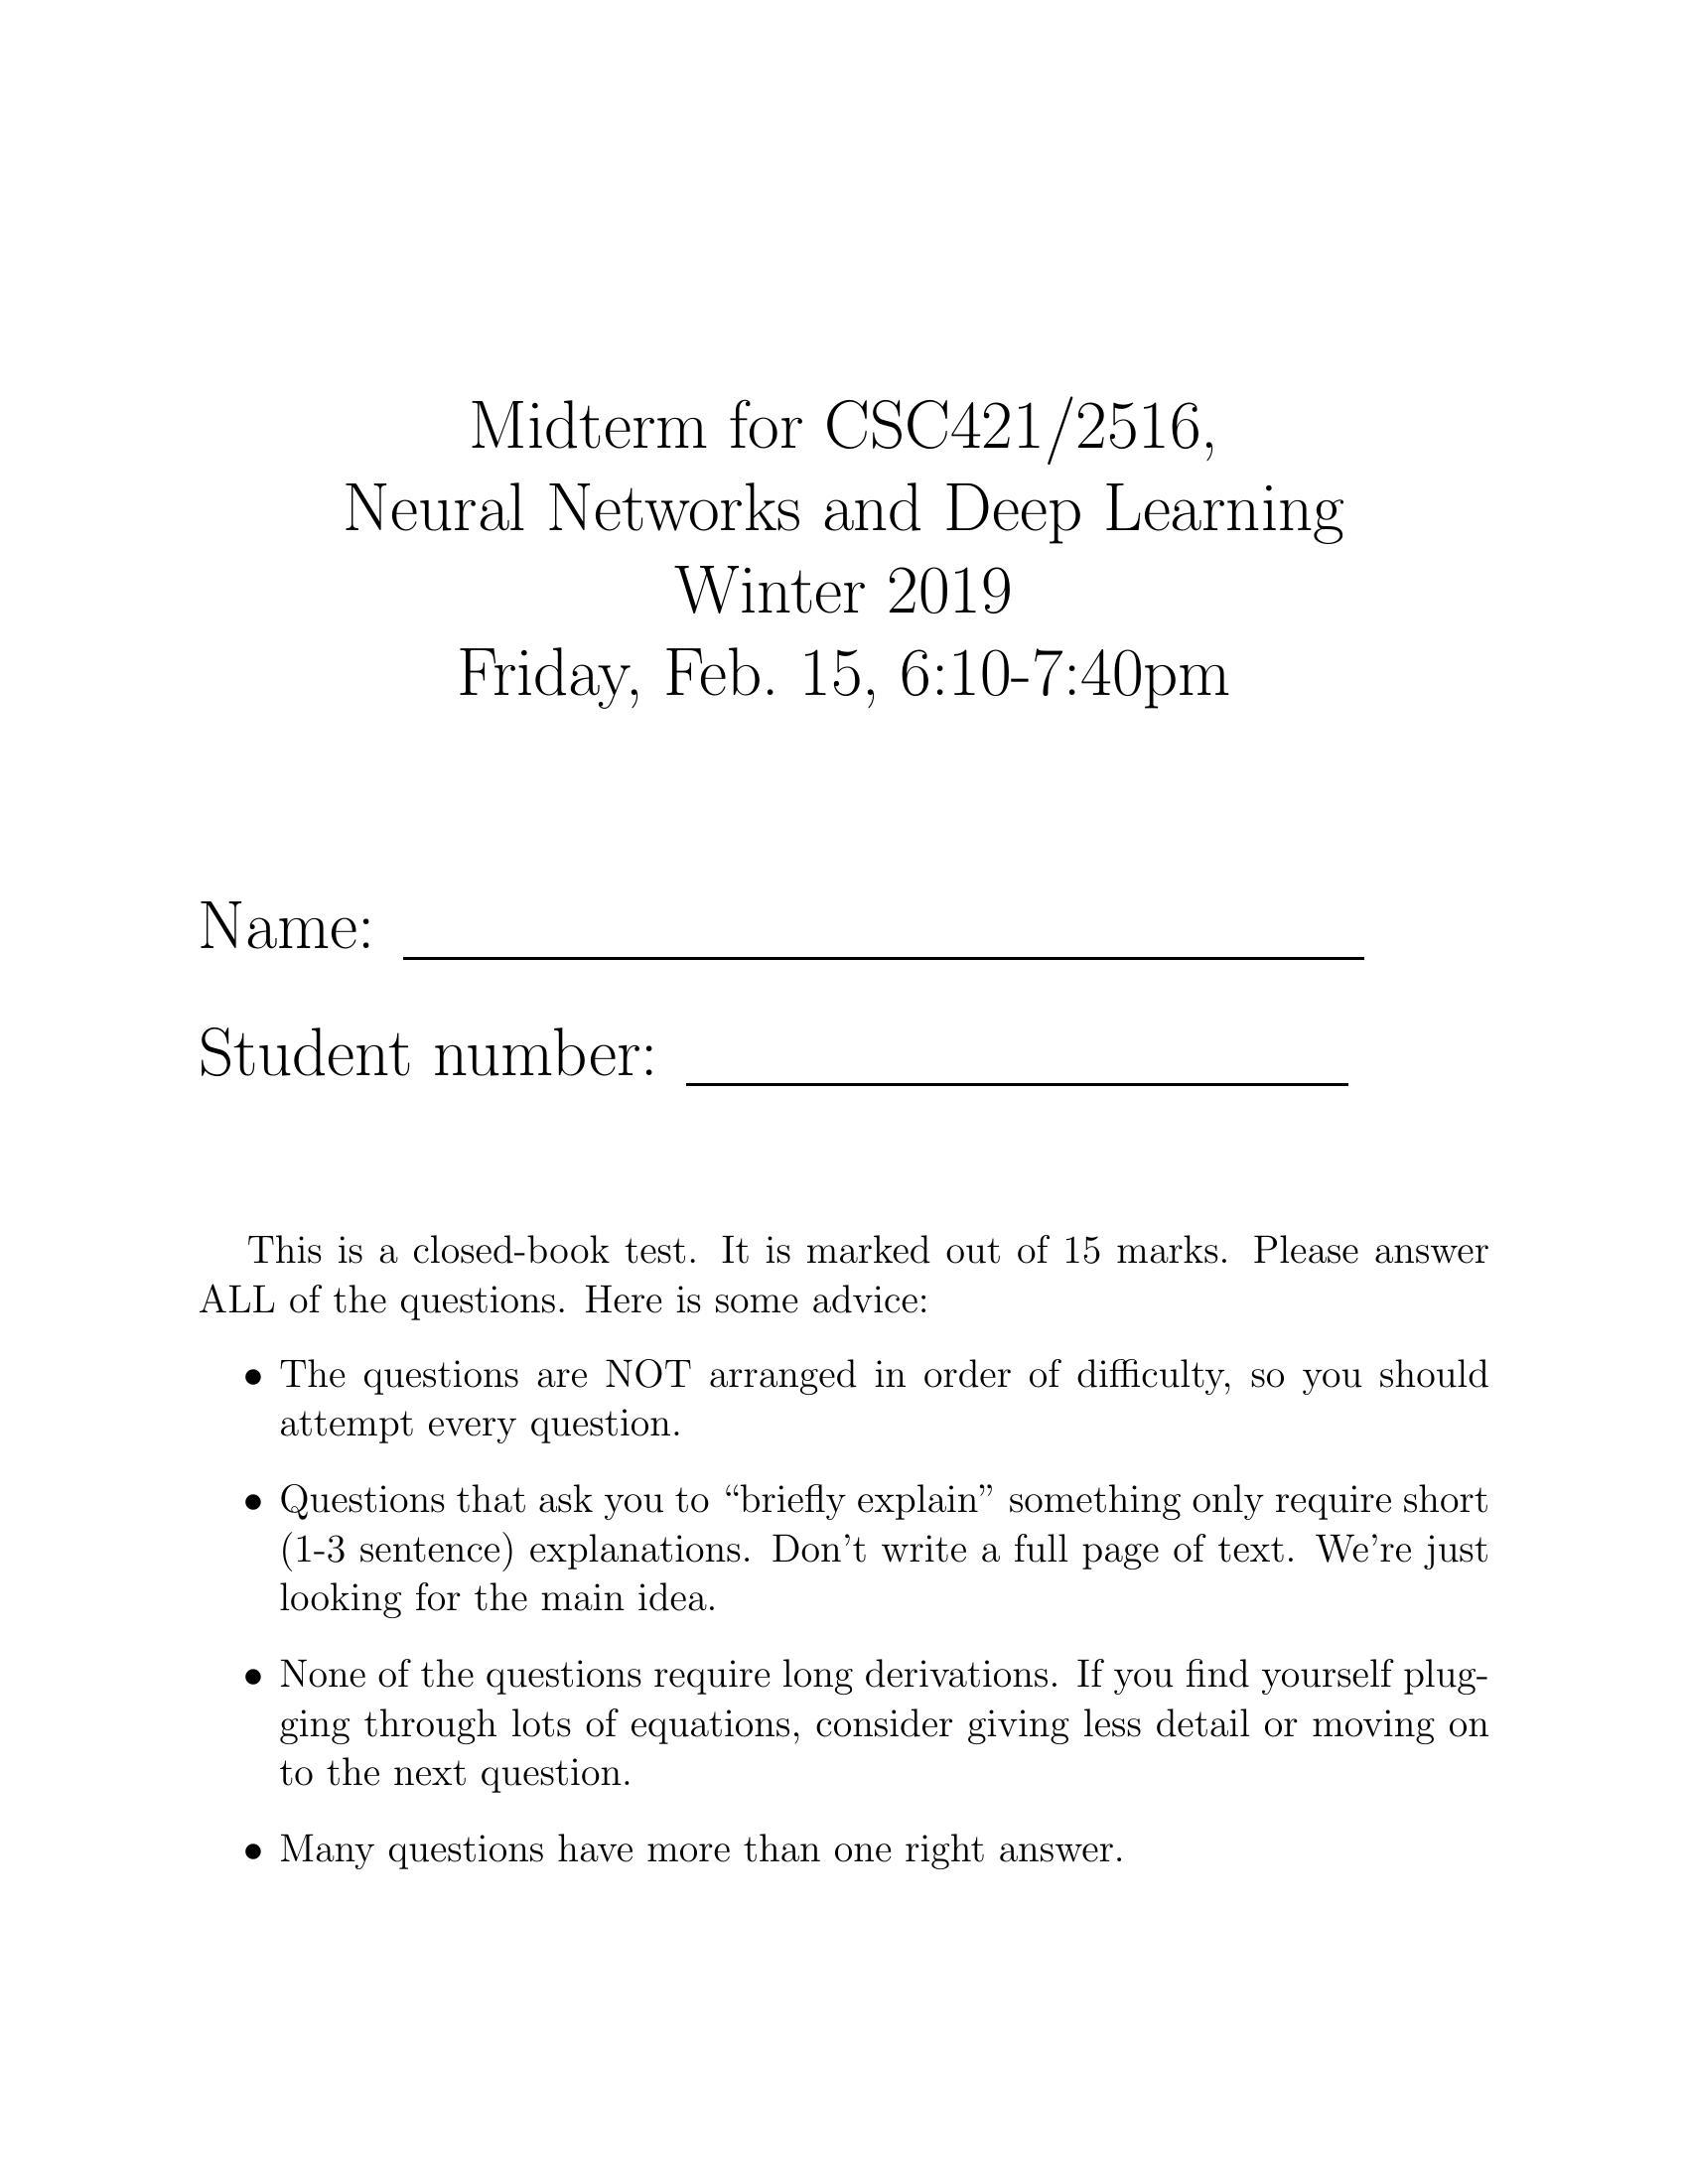 Midterm for CSC421/2516,
Neural Networks and Deep Learning
Winter 2019
Friday, Feb. 15, 6:10-7:40pm
Name:
Student number:
This is a closed-book test. It is marked out of 15 marks. Please answer
ALL of the questions. Here is some advice:
• The questions are NOT arranged in order of difficulty, so you should
attempt every question.
• Questions that ask you to “briefly explain” something only require short
(1-3 sentence) explanations. Don’t write a full page of text. We’re just
looking for the main idea.
• None of the questions require long derivations. If you find yourself plug-
ging through lots of equations, consider giving less detail or moving on
to the next question.
• Many questions have more than one right answer.